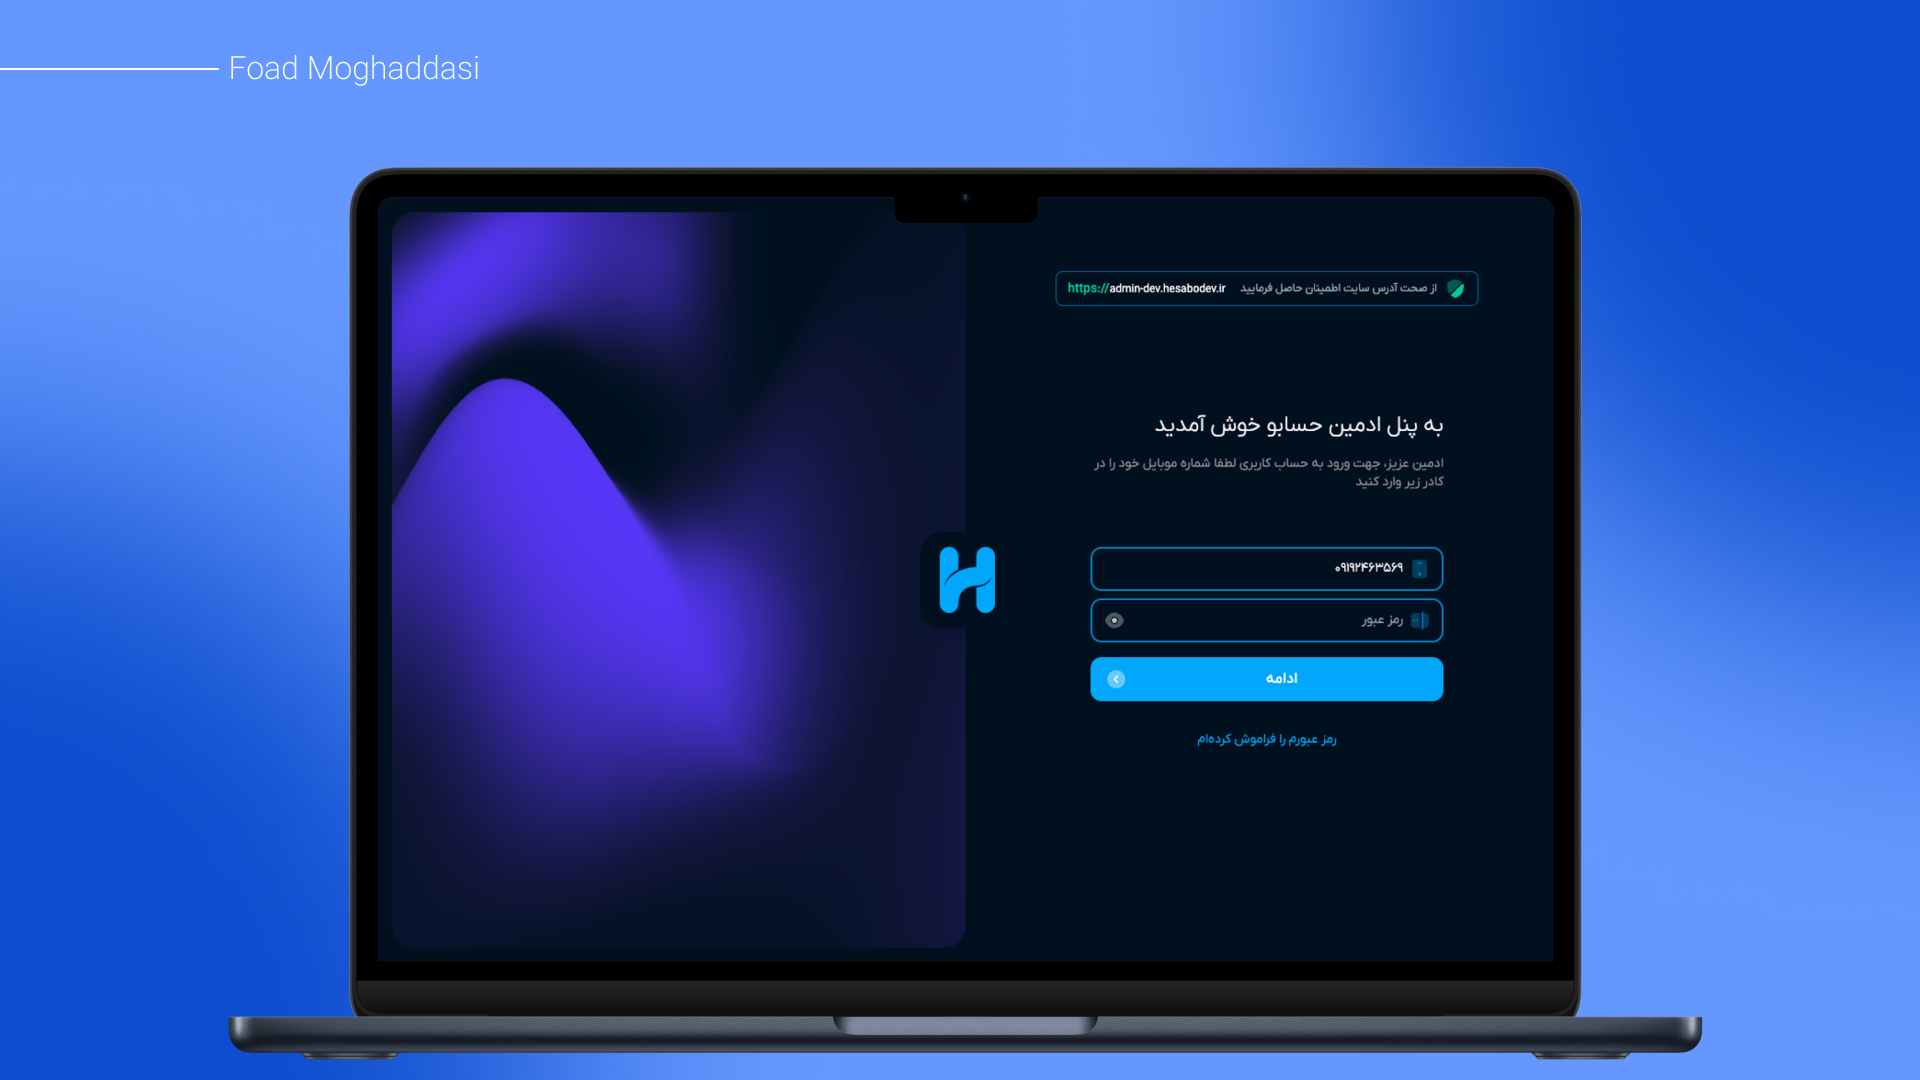 Foad Moghaddasi
از صحت آدرس سایت اطمینان حاصل فرمایید https://admin-dev.hesabodev.ir
به پنل ادمین حسابو خوش آمدید
ادمین عزیز، جهت ورود به حساب کاربری لطفا شماره موبایل خود را در
کادر زیر وارد کنید
۰۹۱۹۲۴۶۳۵۶۹
رمز عبور
ادامه
رمز عبورم را فراموش کرده‌ام